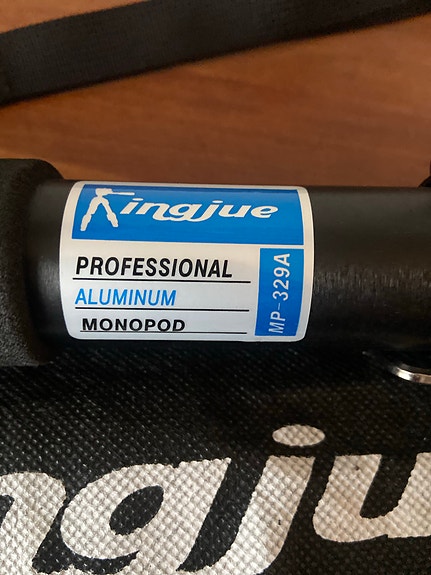 Kingjue
PROFESSIONAL
ALUMINUM
MONOPOD
MP-329A
ngju